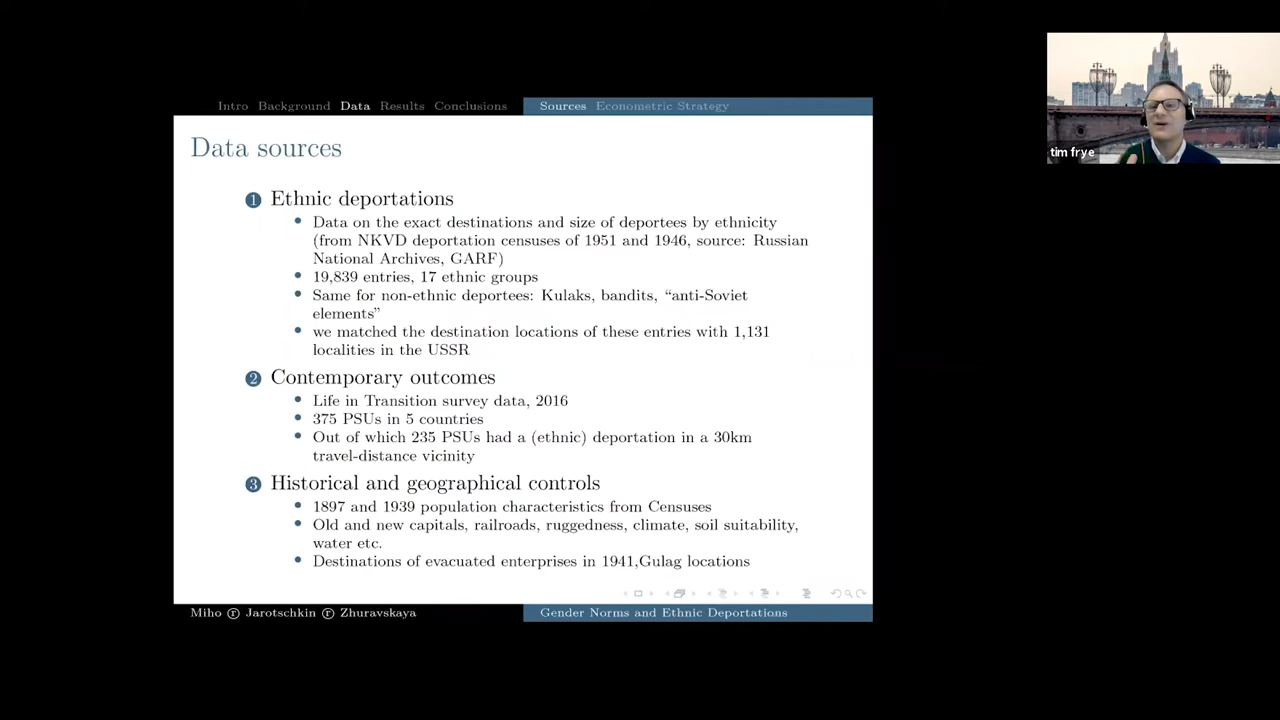 Intro Background Data Results Conclusions Sources Econometric Strategy
Data sources
tim frye
1 Ethnic deportations
Data on the exact destinations and size of deportees by ethnicity
(from NKVD deportation censuses of 1951 and 1946, source: Russian
National Archives, GARF)
19,839 entries, 17 ethnic groups
Same for non-ethnic deportees: Kulaks, bandits, “anti-Soviet
elements”
we matched the destination locations of these entries with 1,131
localities in the USSR
2 Contemporary outcomes
Life in Transition survey data, 2016
375 PSUs in 5 countries
Out of which 235 PSUs had a (ethnic) deportation in a 30km
travel-distance vicinity
3 Historical and geographical controls
1897 and 1939 population characteristics from Censuses
Old and new capitals, railroads, ruggedness, climate, soil suitability,
water etc.
Destinations of evacuated enterprises in 1941,Gulag locations
Miho ⓡ Jarotschkin ⓡ Zhuravskaya Gender Norms and Ethnic Deportations